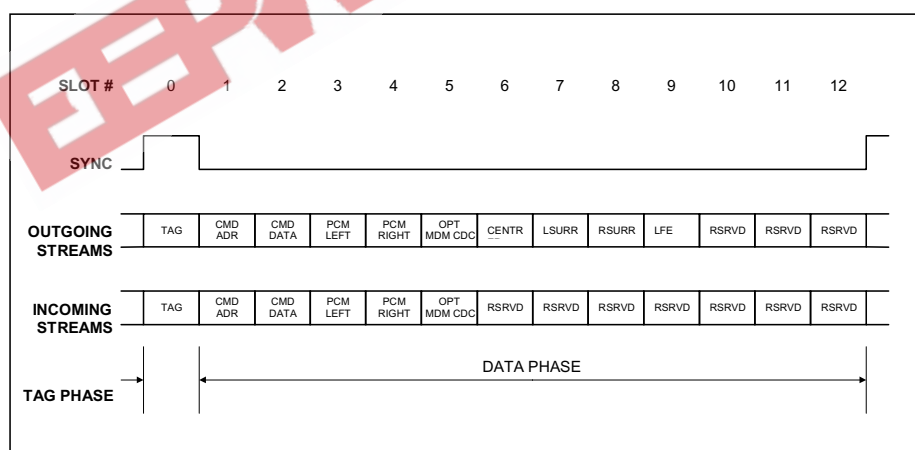 EEPW
SLOT # 0 1 2 3 4 5 6 7 8 9 10 11 12
SYNC
OUTGOING STREAMS
TAG
CMD ADR
CMD DATA
PCM LEFT
PCM RIGHT
OPT MDM CDC
CENTR
LSURR
RSURR
LFE
RSRVD
RSRVD
RSRVD
INCOMING STREAMS
TAG
CMD ADR
CMD DATA
PCM LEFT
PCM RIGHT
OPT MDM CDC
RSRVD
RSRVD
RSRVD
RSRVD
RSRVD
RSRVD
RSRVD
DATA PHASE
TAG PHASE